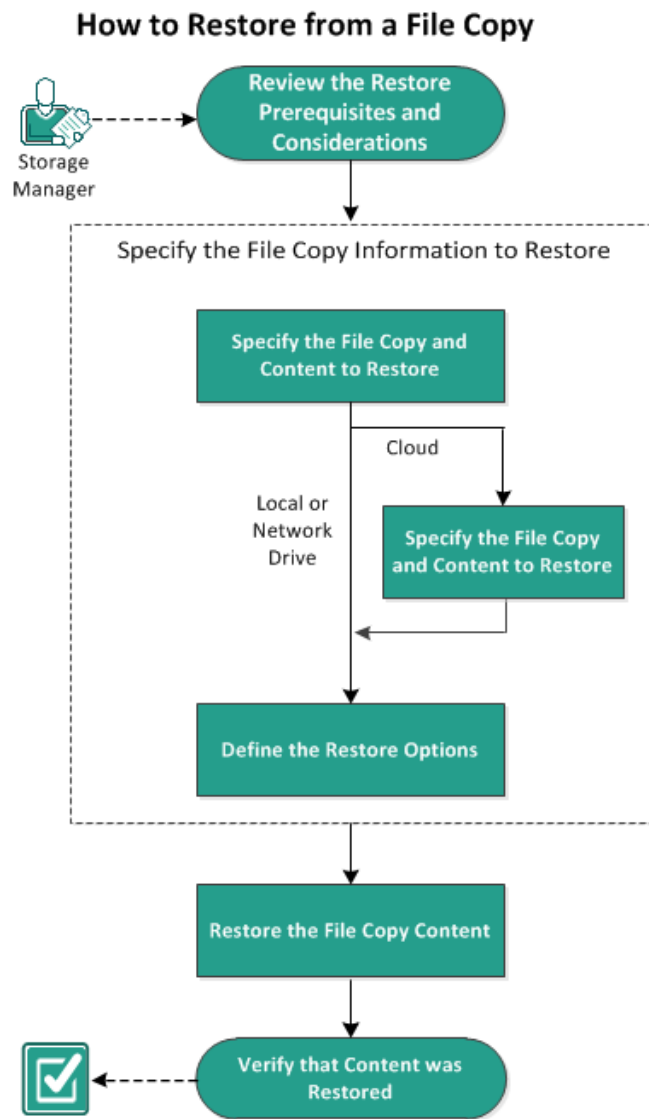 How to Restore from a File Copy
Review the Restore
Prerequisites and
Considerations
Storage
Manager
Specify the File Copy Information to Restore
Specify the File Copy and
Content to Restore
Cloud
Local or
Network
Drive
Specify the File Copy
and Content to Restore
Define the Restore Options
Restore the File Copy Content
Verify that Content was
Restored